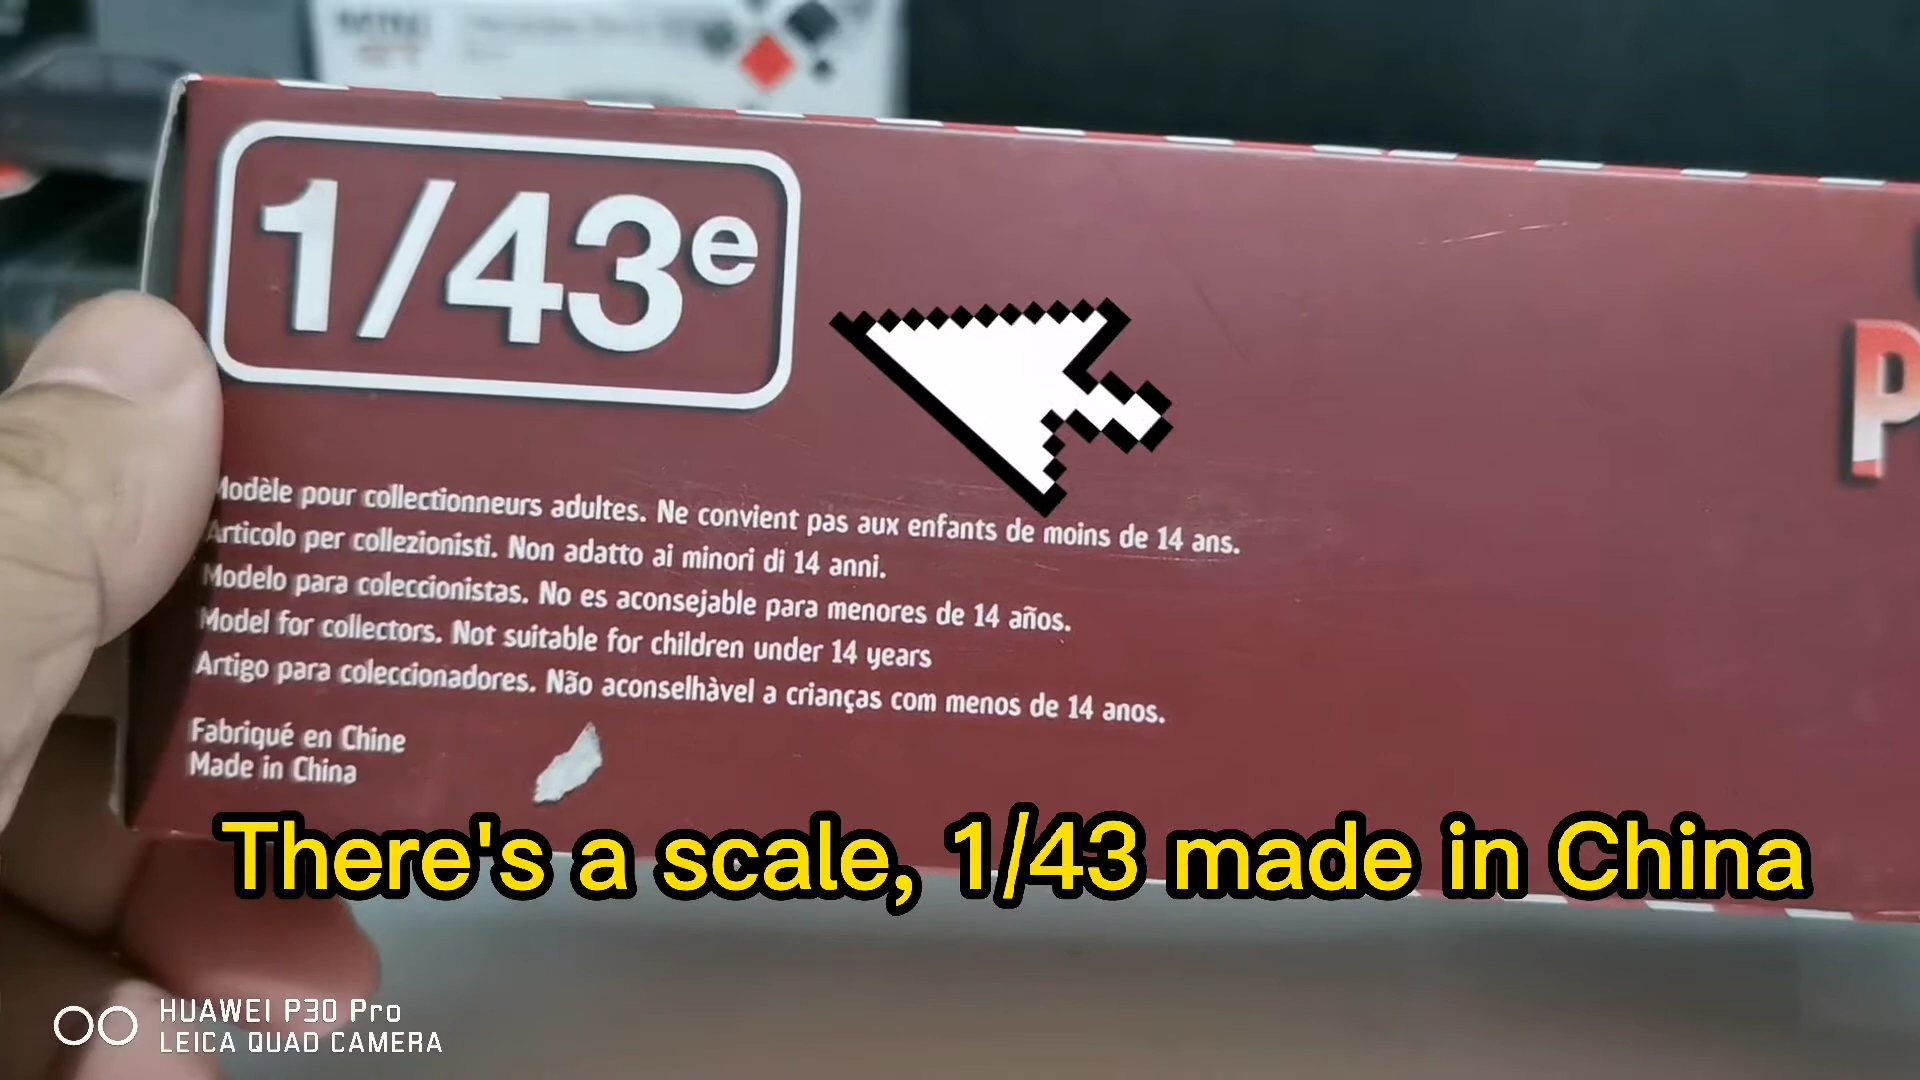 MINI
GT
1/43e
P
Modèle pour collectionneurs adultes. Ne convient pas aux enfants de moins de 14 ans.
Articolo per collezionisti. Non adatto ai minori di 14 anni.
Modelo para coleccionistas. No es aconsejable para menores de 14 años.
Model for collectors. Not suitable for children under 14 years
Artigo para coleccionadores. Não aconselhàvel a crianças com menos de 14 anos.
Fabriqué en Chine
Made in China
There's a scale, 1/43 made in China
HUAWEI P30 Pro
LEICA QUAD CAMERA